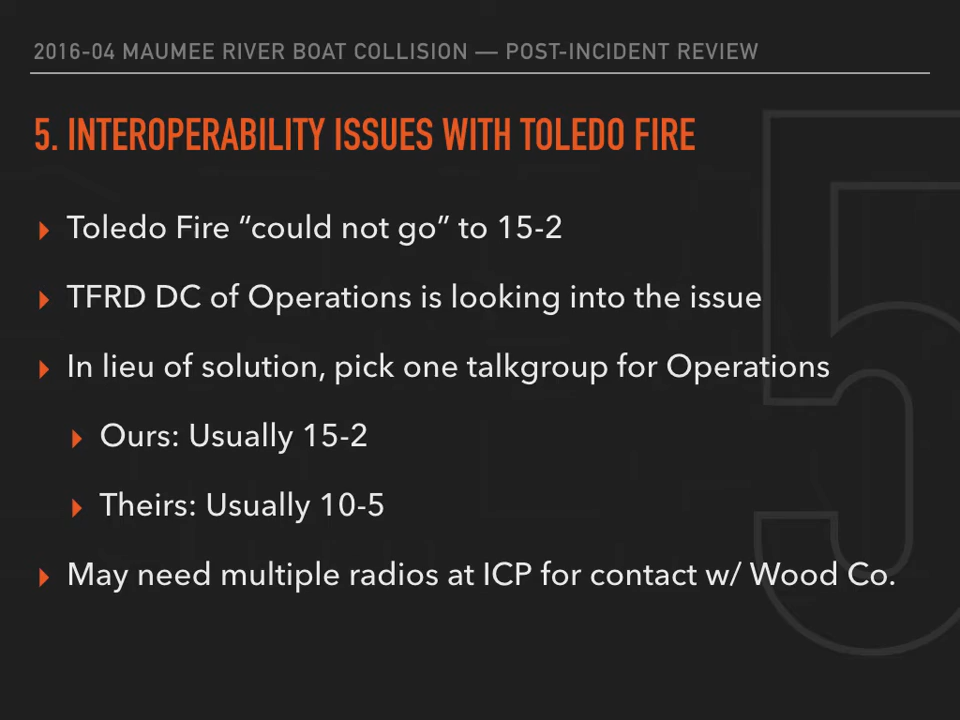 2016-04 MAUMEE RIVER BOAT COLLISION — POST-INCIDENT REVIEW
5. INTEROPERABILITY ISSUES WITH TOLEDO FIRE
Toledo Fire “could not go” to 15-2
TFRD DC of Operations is looking into the issue
In lieu of solution, pick one talkgroup for Operations
Ours: Usually 15-2
Theirs: Usually 10-5
May need multiple radios at ICP for contact w/ Wood Co.
5